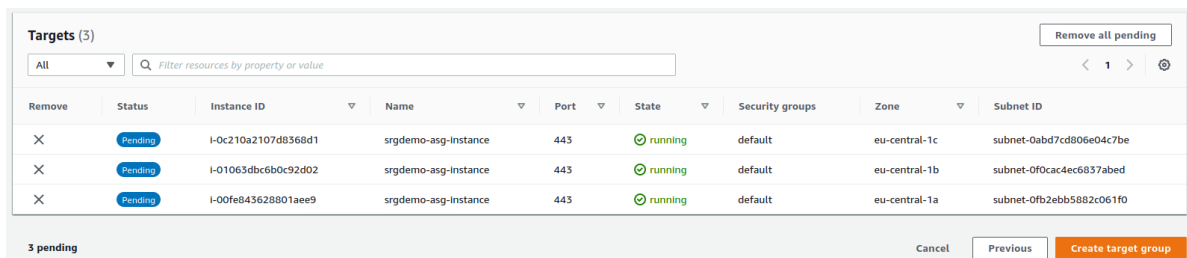 Targets (3)
Remove all pending
All
Filter resources by property or value
1
Remove Status Instance ID Name Port State Security groups Zone Subnet ID
Pending i-0c210a2107d8368d1 srgdemo-asg-instance 443 running default eu-central-1c subnet-0abd7cd806e04c7be
Pending i-01063dbc6b0c92d02 srgdemo-asg-instance 443 running default eu-central-1b subnet-0f0cac4ec6837abed
Pending i-00fe843628801aee9 srgdemo-asg-instance 443 running default eu-central-1a subnet-0fb2ebb5882c061f0
3 pending
Cancel Previous Create target group